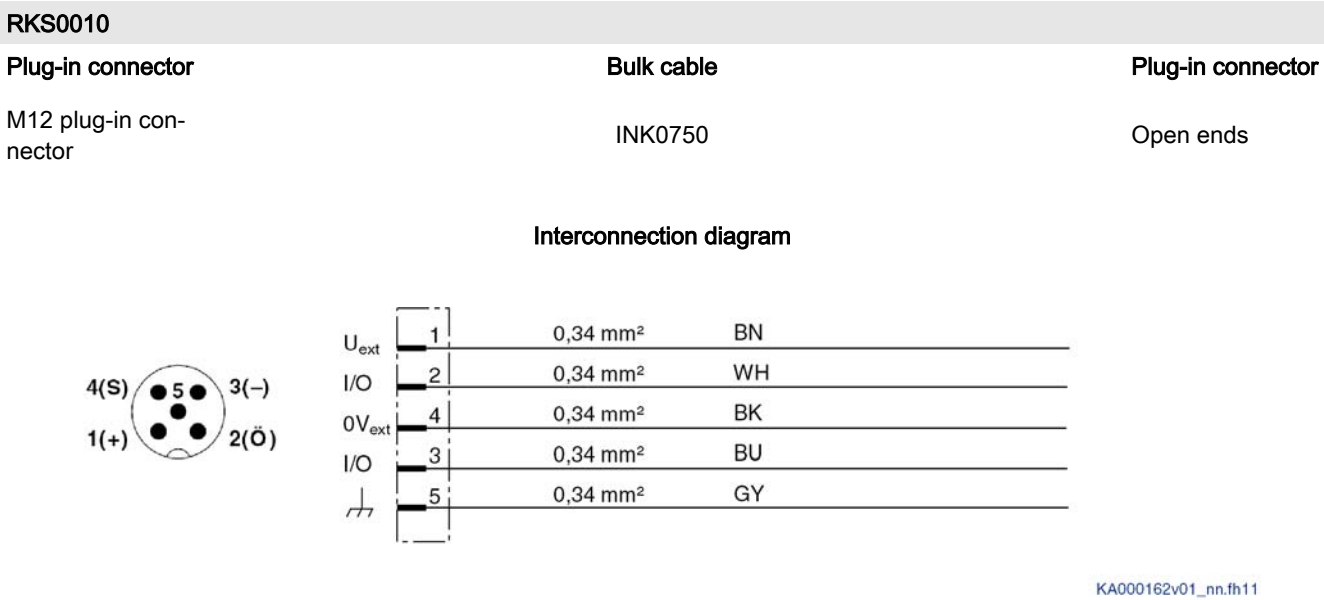 RKS0010
Plug-in connector Bulk cable Plug-in connector
M12 plug-in con-
nector
INK0750
Open ends
Interconnection diagram
4(S) 5 3(–)
1(+) 2(Ö)
Uext 1 0,34 mm² BN
I/O 2 0,34 mm² WH
0Vext 4 0,34 mm² BK
I/O 3 0,34 mm² BU
5 0,34 mm² GY
KA000162v01_nn.fh11